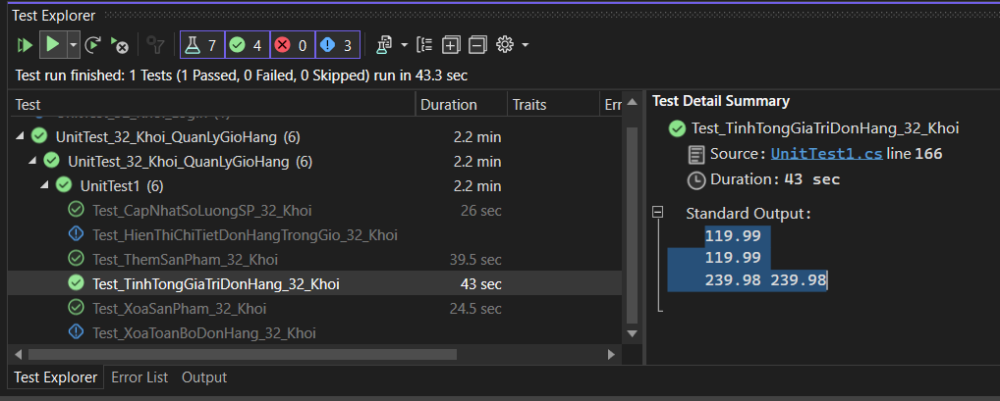 Test Explorer
7 4 0 3
Test run finished: 1 Tests (1 Passed, 0 Failed, 0 Skipped) run in 43.3 sec
Test Duration Traits Err
UnitTest_32_Khoi_QuanLyGioHang (6) 2.2 min
UnitTest_32_Khoi_QuanLyGioHang (6) 2.2 min
UnitTest1 (6) 2.2 min
Test_CapNhatSoLuongSP_32_Khoi 26 sec
Test_HienThiChiTietDonHangTrongGio_32_Khoi
Test_ThemSanPham_32_Khoi 39.5 sec
Test_TinhTongGiaTriDonHang_32_Khoi 43 sec
Test_XoaSanPham_32_Khoi 24.5 sec
Test_XoaToanBoDonHang_32_Khoi
Test Detail Summary
Test_TinhTongGiaTriDonHang_32_Khoi
Source: UnitTest1.cs line 166
Duration: 43 sec
Standard Output:
119.99
119.99
239.98 239.98
Test Explorer Error List Output